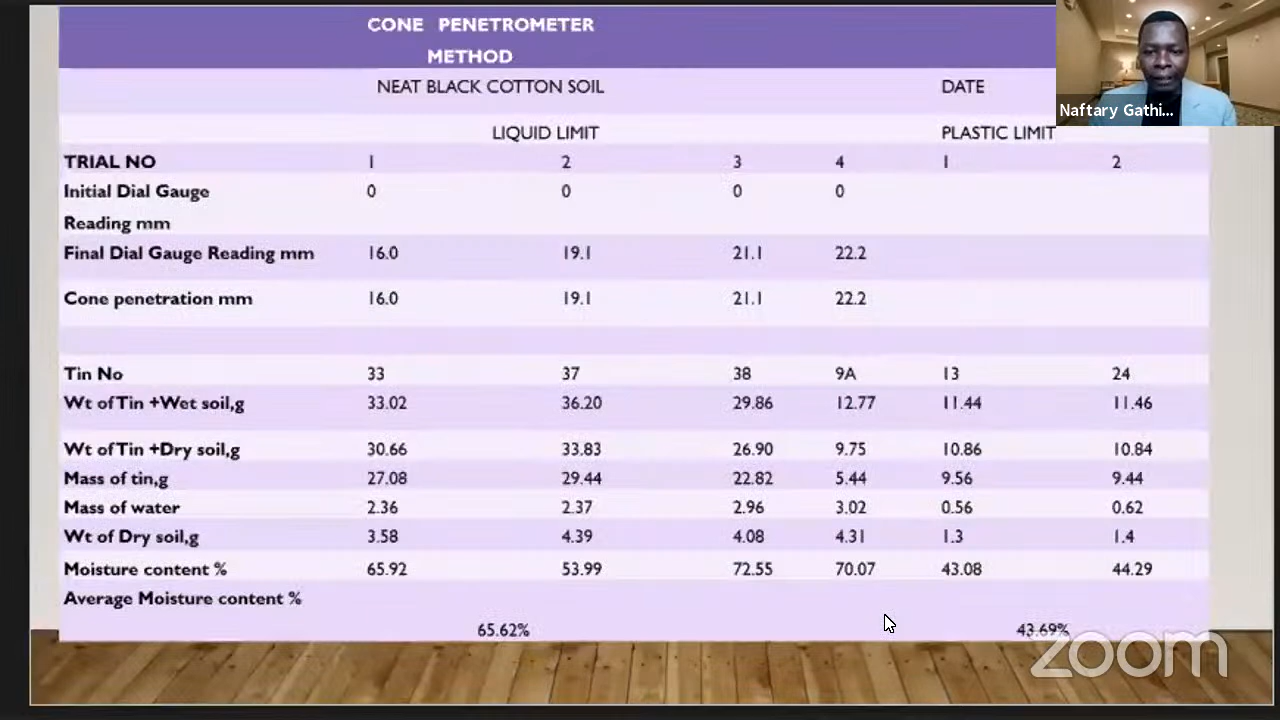 CONE PENETROMETER
METHOD
NEAT BLACK COTTON SOIL DATE
LIQUID LIMIT PLASTIC LIMIT
TRIAL NO 1 2 3 4 1 2
Initial Dial Gauge 0 0 0 0
Reading mm
Final Dial Gauge Reading mm 16.0 19.1 21.1 22.2
Cone penetration mm 16.0 19.1 21.1 22.2
Tin No 33 37 38 9A 13 24
Wt of Tin +Wet soil,g 33.02 36.20 29.86 12.77 11.44 11.46
Wt of Tin +Dry soil,g 30.66 33.83 26.90 9.75 10.86 10.84
Mass of tin,g 27.08 29.44 22.82 5.44 9.56 9.44
Mass of water 2.36 2.37 2.96 3.02 0.56 0.62
Wt of Dry soil,g 3.58 4.39 4.08 4.31 1.3 1.4
Moisture content % 65.92 53.99 72.55 70.07 43.08 44.29
Average Moisture content %
65.62% 43.69%
Naftary Gathi...
zoom